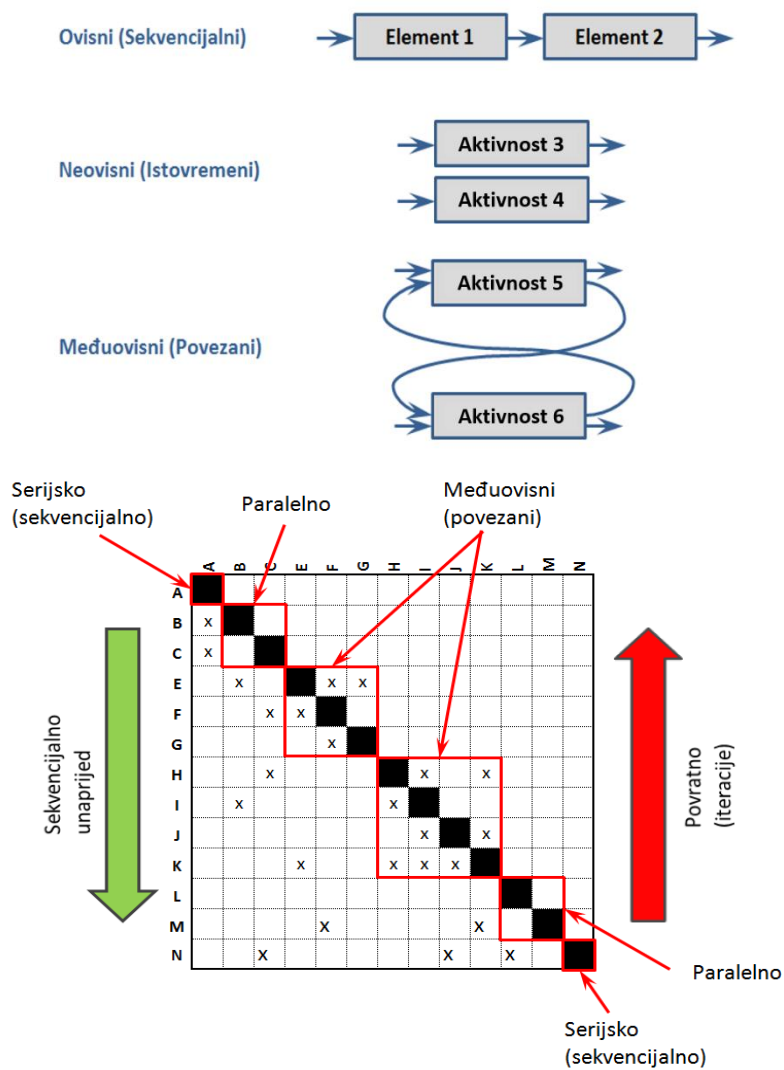 Ovisni (Sekvencijalni)
Element 1
Element 2
Neovisni (Istovremeni)
Aktivnost 3
Aktivnost 4
Međuovisni (Povezani)
Aktivnost 5
Aktivnost 6
Serijsko
(sekvencijalno)
Paralelno
Međuovisni
(povezani)
A B C E F G H I J K L M N
A
B x
C x
E x x x
F x x
G x
H x x x
I x x
J x x
K x x x x
L
M x x
N x x x
Sekvencijalno
unaprijed
Povratno
(iteracije)
Paralelno
Serijsko
(sekvencijalno)